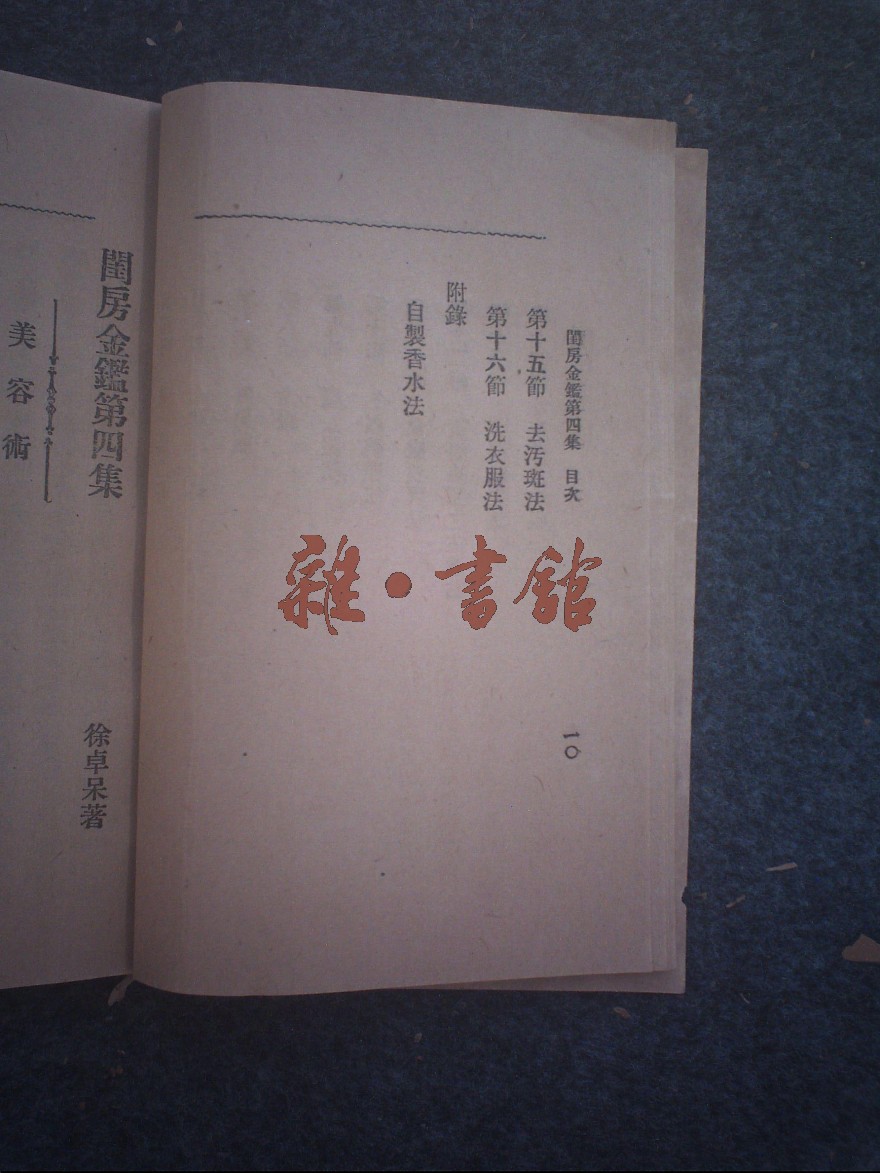 閨房金鑑第四集 目次
第十五節 去汚斑法
第十六節 洗衣服法
附錄
自製香水法
一〇
閨房金鑑第四集
徐卓呆著
美容術
雜·書館